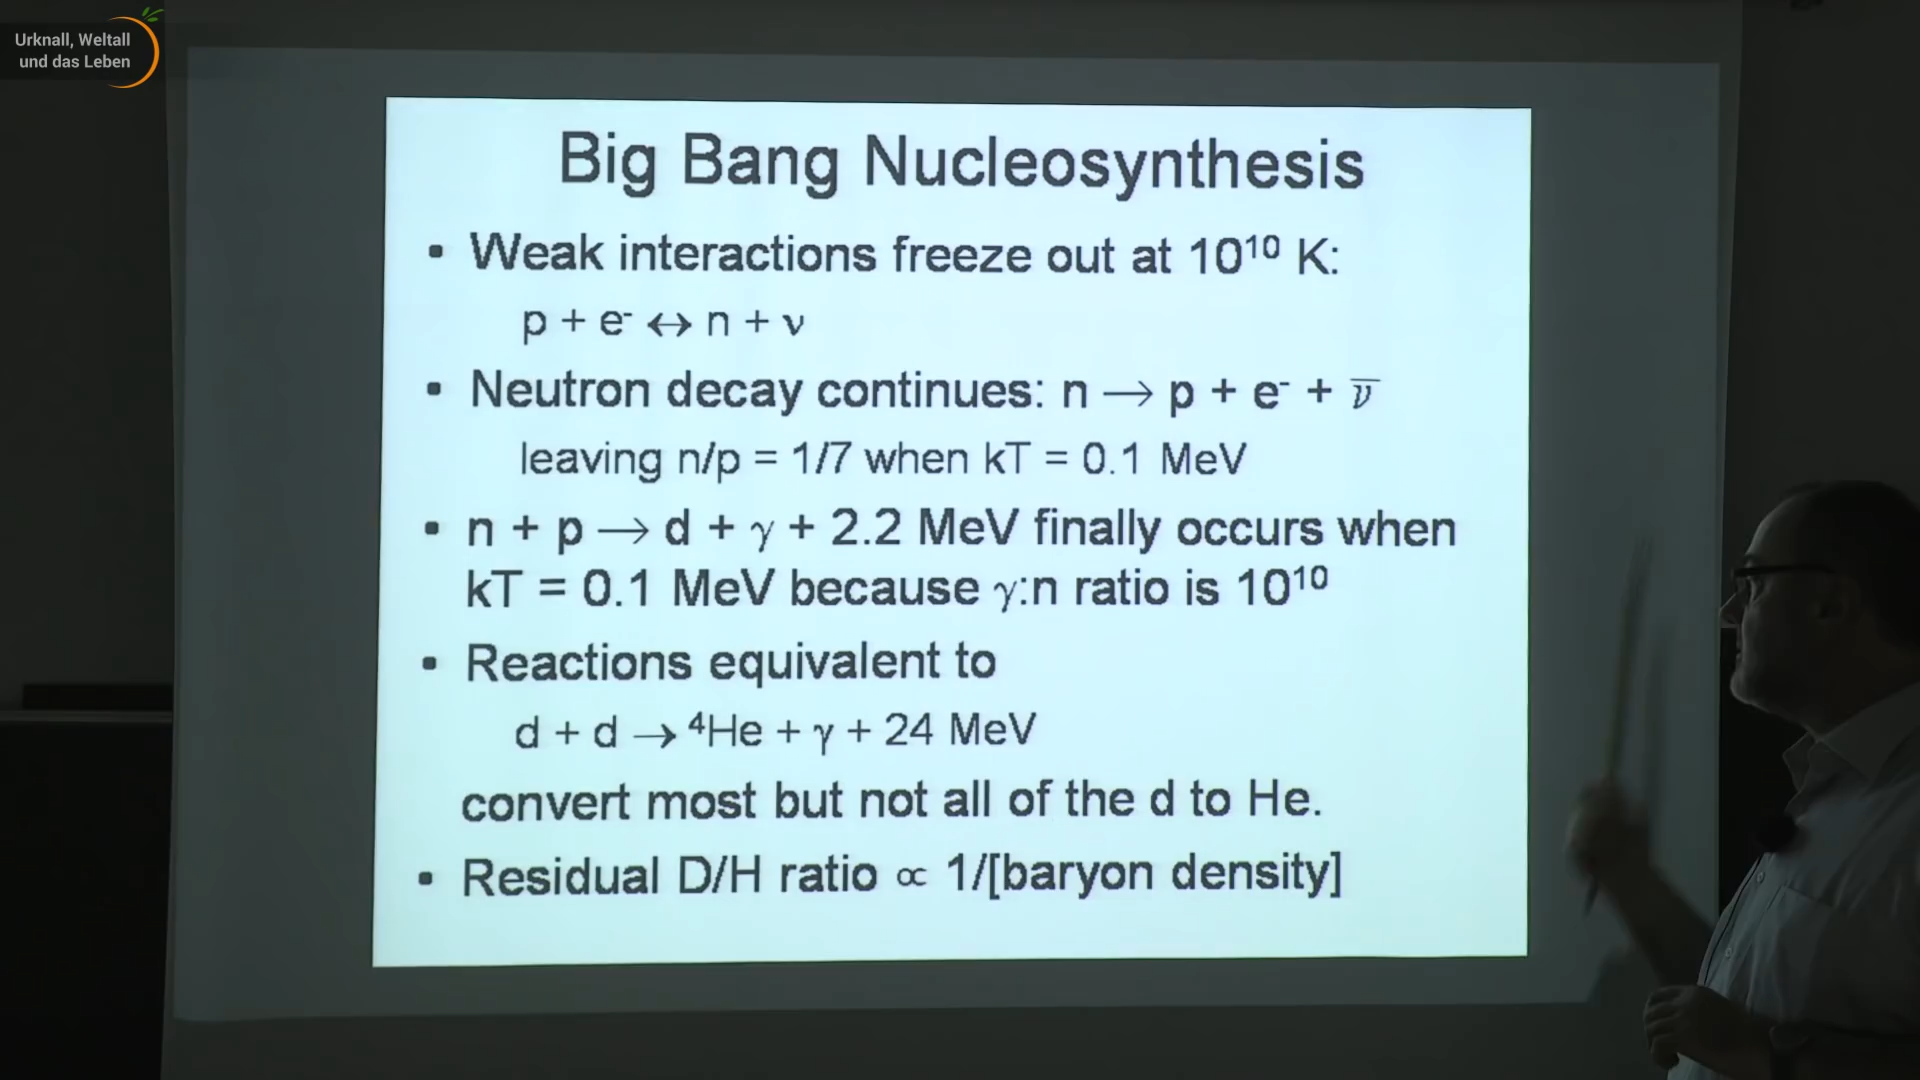 Urknall, Weltall
und das Leben
Big Bang Nucleosynthesis
▪ Weak interactions freeze out at 10¹⁰ K:
p + e⁻ ↔ n + ν
▪ Neutron decay continues: n → p + e⁻ + ν̅
leaving n/p = 1/7 when kT = 0.1 MeV
▪ n + p → d + γ + 2.2 MeV finally occurs when
kT = 0.1 MeV because γ:n ratio is 10¹⁰
▪ Reactions equivalent to
d + d → ⁴He + γ + 24 MeV
convert most but not all of the d to He.
▪ Residual D/H ratio ∝ 1/[baryon density]